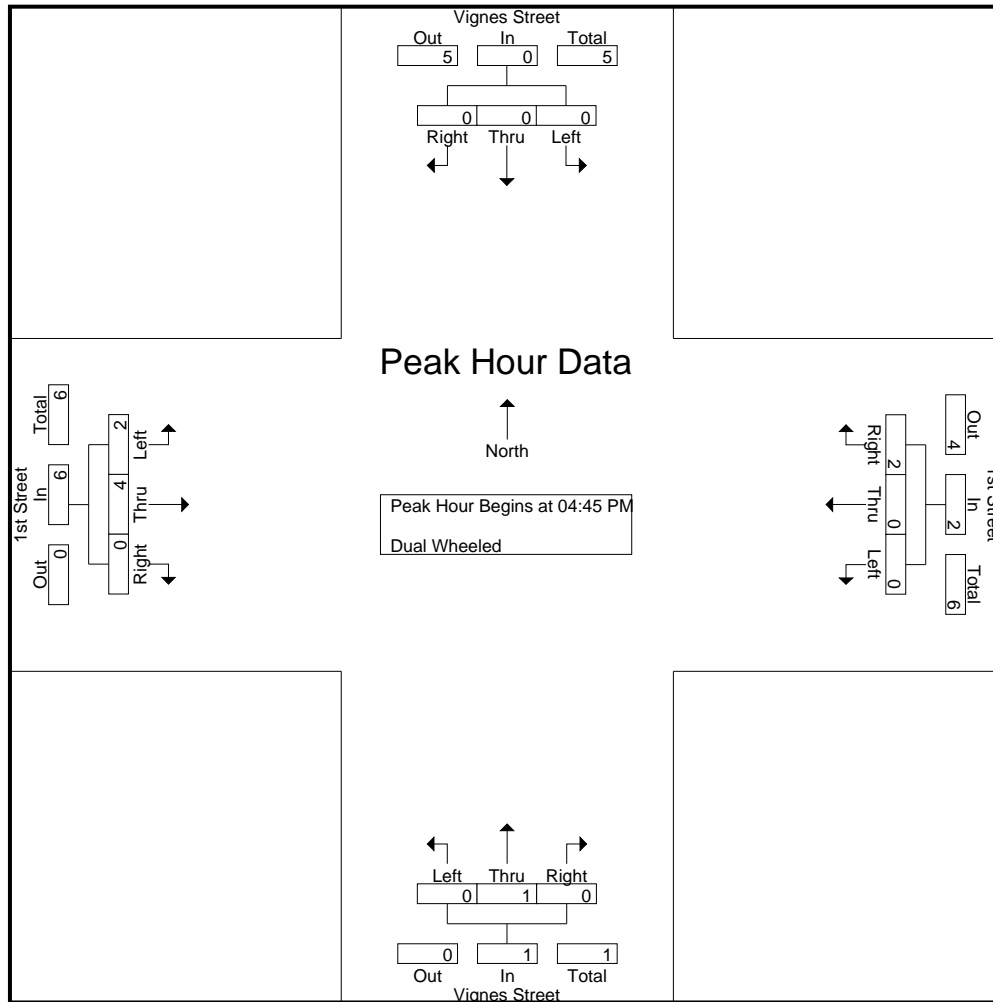 Vignes Street
Out In Total
5 0 5
0 0 0
Right Thru Left
Peak Hour Data
North
Peak Hour Begins at 04:45 PM
Dual Wheeled
1st Street
Total In Out
6 6 0
2 4 0
Left Thru Right
Right Thru Left
2 0 0
Out In Total
4 2 6
1st Street
Left Thru Right
0 1 0
0 1 1
Out In Total
Vignes Street